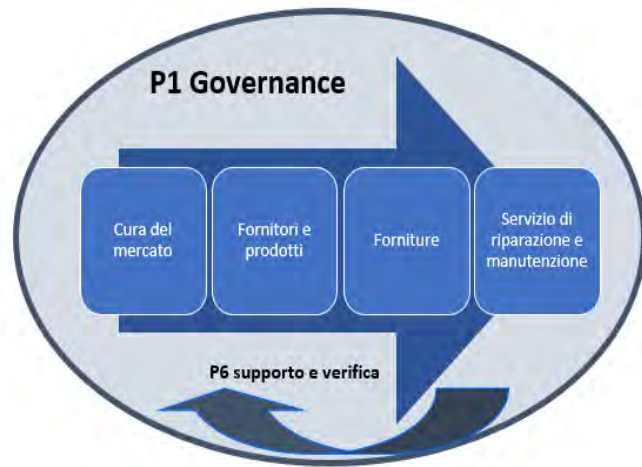 P1 Governance
Cura del
mercato
Fornitori e
prodotti
Forniture
Servizio di
riparazione e
manutenzione
P6 supporto e verifica